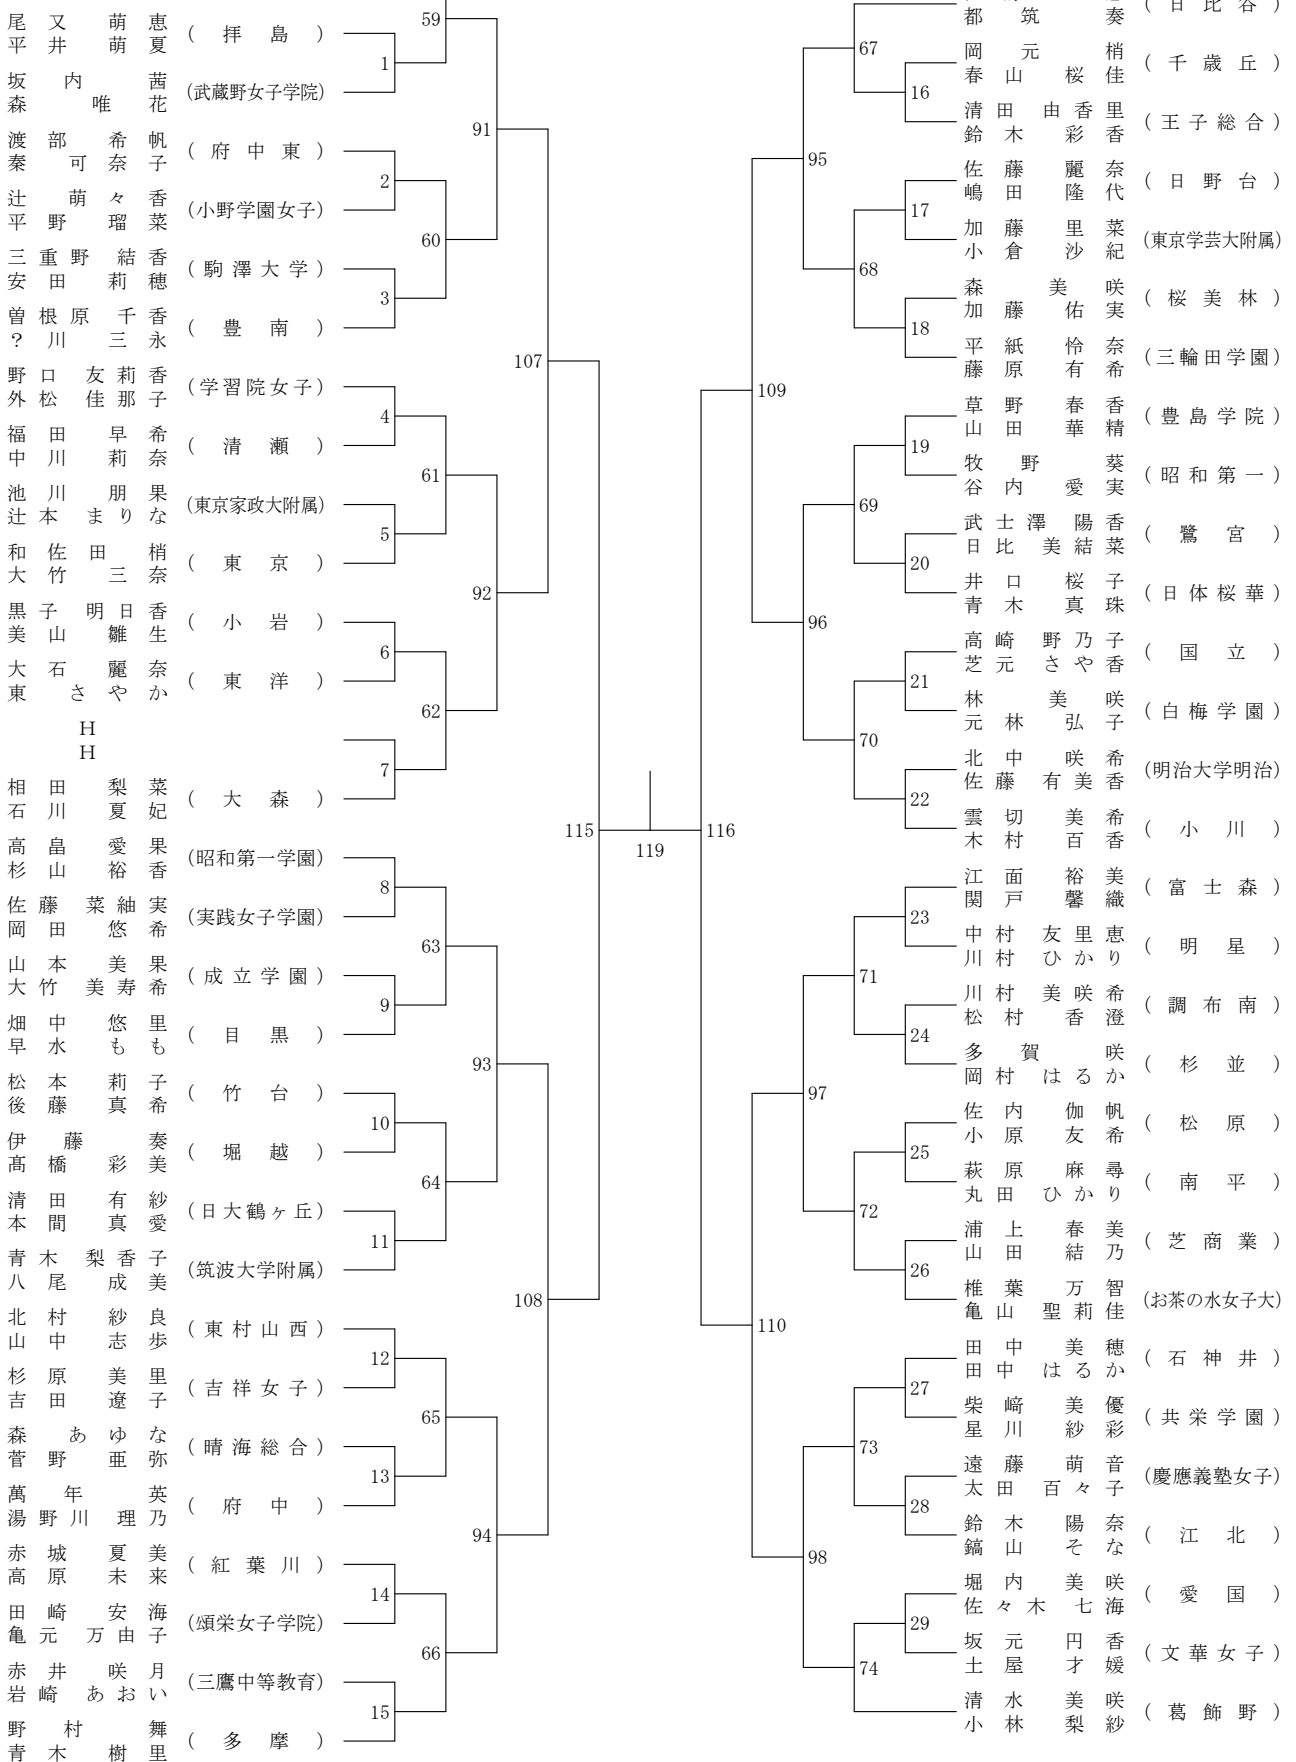 59
尾又 萌恵
平井 萌夏
(拝島)
1
坂内 茜
森 唯花
(武蔵野女子学院)
91
渡部 希帆
秦 可奈子
(府中東)
2
辻 萌々香
平野 瑠菜
(小野学園女子)
60
三重野 結香
安田 莉穂
(駒澤大学)
3
曽根原 千香
?川 三永
(豊南)
107
野口 友莉香
外松 佳那子
(学習院女子)
4
福田 早希
中川 莉奈
(清瀬)
61
池川 朋果
辻本 まりな
(東京家政大附属)
5
和佐田 梢
大竹 三奈
(東京)
92
黒子 明日香
美山 雛生
(小岩)
6
大石 麗奈
東 さやか
(東洋)
62
H
H
7
相田 梨菜
石川 夏妃
(大森)
115
119
116
高畠 愛果
杉山 裕香
(昭和第一学園)
8
佐藤 菜紬実
岡田 悠希
(実践女子学園)
63
山本 美果
大竹 美寿希
(成立学園)
9
畑中 悠里
早水 もも
(目黒)
93
松本 莉子
後藤 真希
(竹台)
10
伊藤 奏
髙橋 彩美
(堀越)
64
清田 有紗
本間 真愛
(日大鶴ヶ丘)
11
青木 梨香子
八尾 成美
(筑波大学附属)
108
北村 紗良
山中 志歩
(東村山西)
12
杉原 美里
吉田 遼子
(吉祥女子)
65
森 あゆな
菅野 亜弥
(晴海総合)
13
萬年 英
湯野川 理乃
(府中)
94
赤城 夏美
高原 未来
(紅葉川)
14
田崎 安海
亀元 万由子
(頌栄女子学院)
66
赤井 咲月
岩崎 あおい
(三鷹中等教育)
15
野村 舞
青木 樹里
(多摩)
都筑 奏
(日比谷)
67
岡元 梢
春山 桜佳
(千歳丘)
16
清田 由香里
鈴木 彩香
(王子総合)
95
佐藤 麗奈
嶋田 隆代
(日野台)
17
加藤 里菜
小倉 沙紀
(東京学芸大附属)
68
森 美咲
加藤 佑実
(桜美林)
18
平紙 怜奈
藤原 有希
(三輪田学園)
109
草野 春香
山田 華精
(豊島学院)
19
牧野 葵
谷内 愛実
(昭和第一)
69
武士澤 陽香
日比 美結菜
(鷺宮)
20
井口 桜子
青木 真珠
(日体桜華)
96
高崎 野乃子
芝元 さや香
(国立)
21
林 美咲
元林 弘子
(白梅学園)
70
北中 咲希
佐藤 有美香
(明治大学明治)
22
雲切 美希
木村 百香
(小川)
江面 裕美
関戸 馨織
(富士森)
23
中村 友里恵
川村 ひかり
(明星)
71
川村 美咲希
松村 香澄
(調布南)
24
多賀 咲
岡村 はるか
(杉並)
97
佐内 伽帆
小原 友希
(松原)
25
萩原 麻尋
丸田 ひかり
(南平)
72
浦上 春美
山田 結乃
(芝商業)
26
椎葉 万智
亀山 聖莉佳
(お茶の水女子大)
110
田中 美穂
田中 はるか
(石神井)
27
柴﨑 美優
星川 紗彩
(共栄学園)
73
遠藤 萌音
太田 百々子
(慶應義塾女子)
28
鈴木 陽奈
鎬山 そな
(江北)
98
堀内 美咲
佐々木 七海
(愛国)
29
坂元 円香
土屋 才媛
(文華女子)
74
清水 美咲
小林 梨紗
(葛飾野)